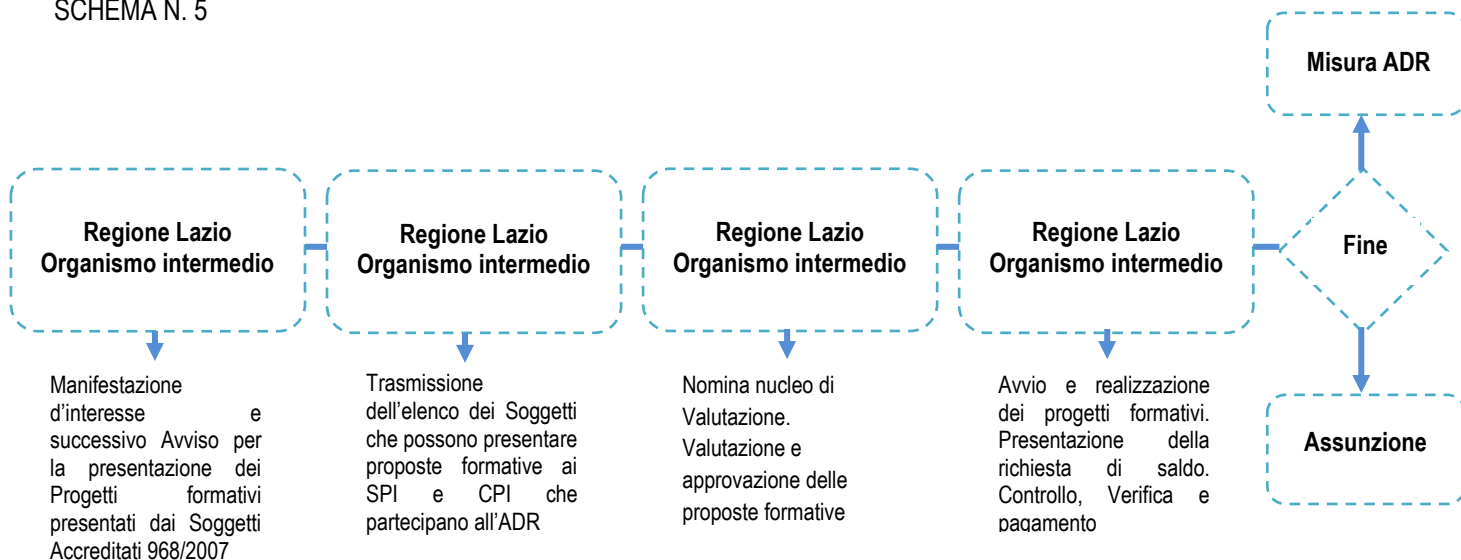 SCHEMA N. 5
Misura ADR
Regione Lazio
Organismo intermedio
Regione Lazio
Organismo intermedio
Regione Lazio
Organismo intermedio
Regione Lazio
Organismo intermedio
Fine
Manifestazione
d'interesse e
successivo Avviso per
la presentazione dei
Progetti formativi
presentati dai Soggetti
Accreditati 968/2007
Trasmissione
dell'elenco dei Soggetti
che possono presentare
proposte formative ai
SPI e CPI che
partecipano all'ADR
Nomina nucleo di
Valutazione.
Valutazione e
approvazione delle
proposte formative
Avvio e realizzazione
dei progetti formativi.
Presentazione della
richiesta di saldo.
Controllo, Verifica e
pagamento
Assunzione